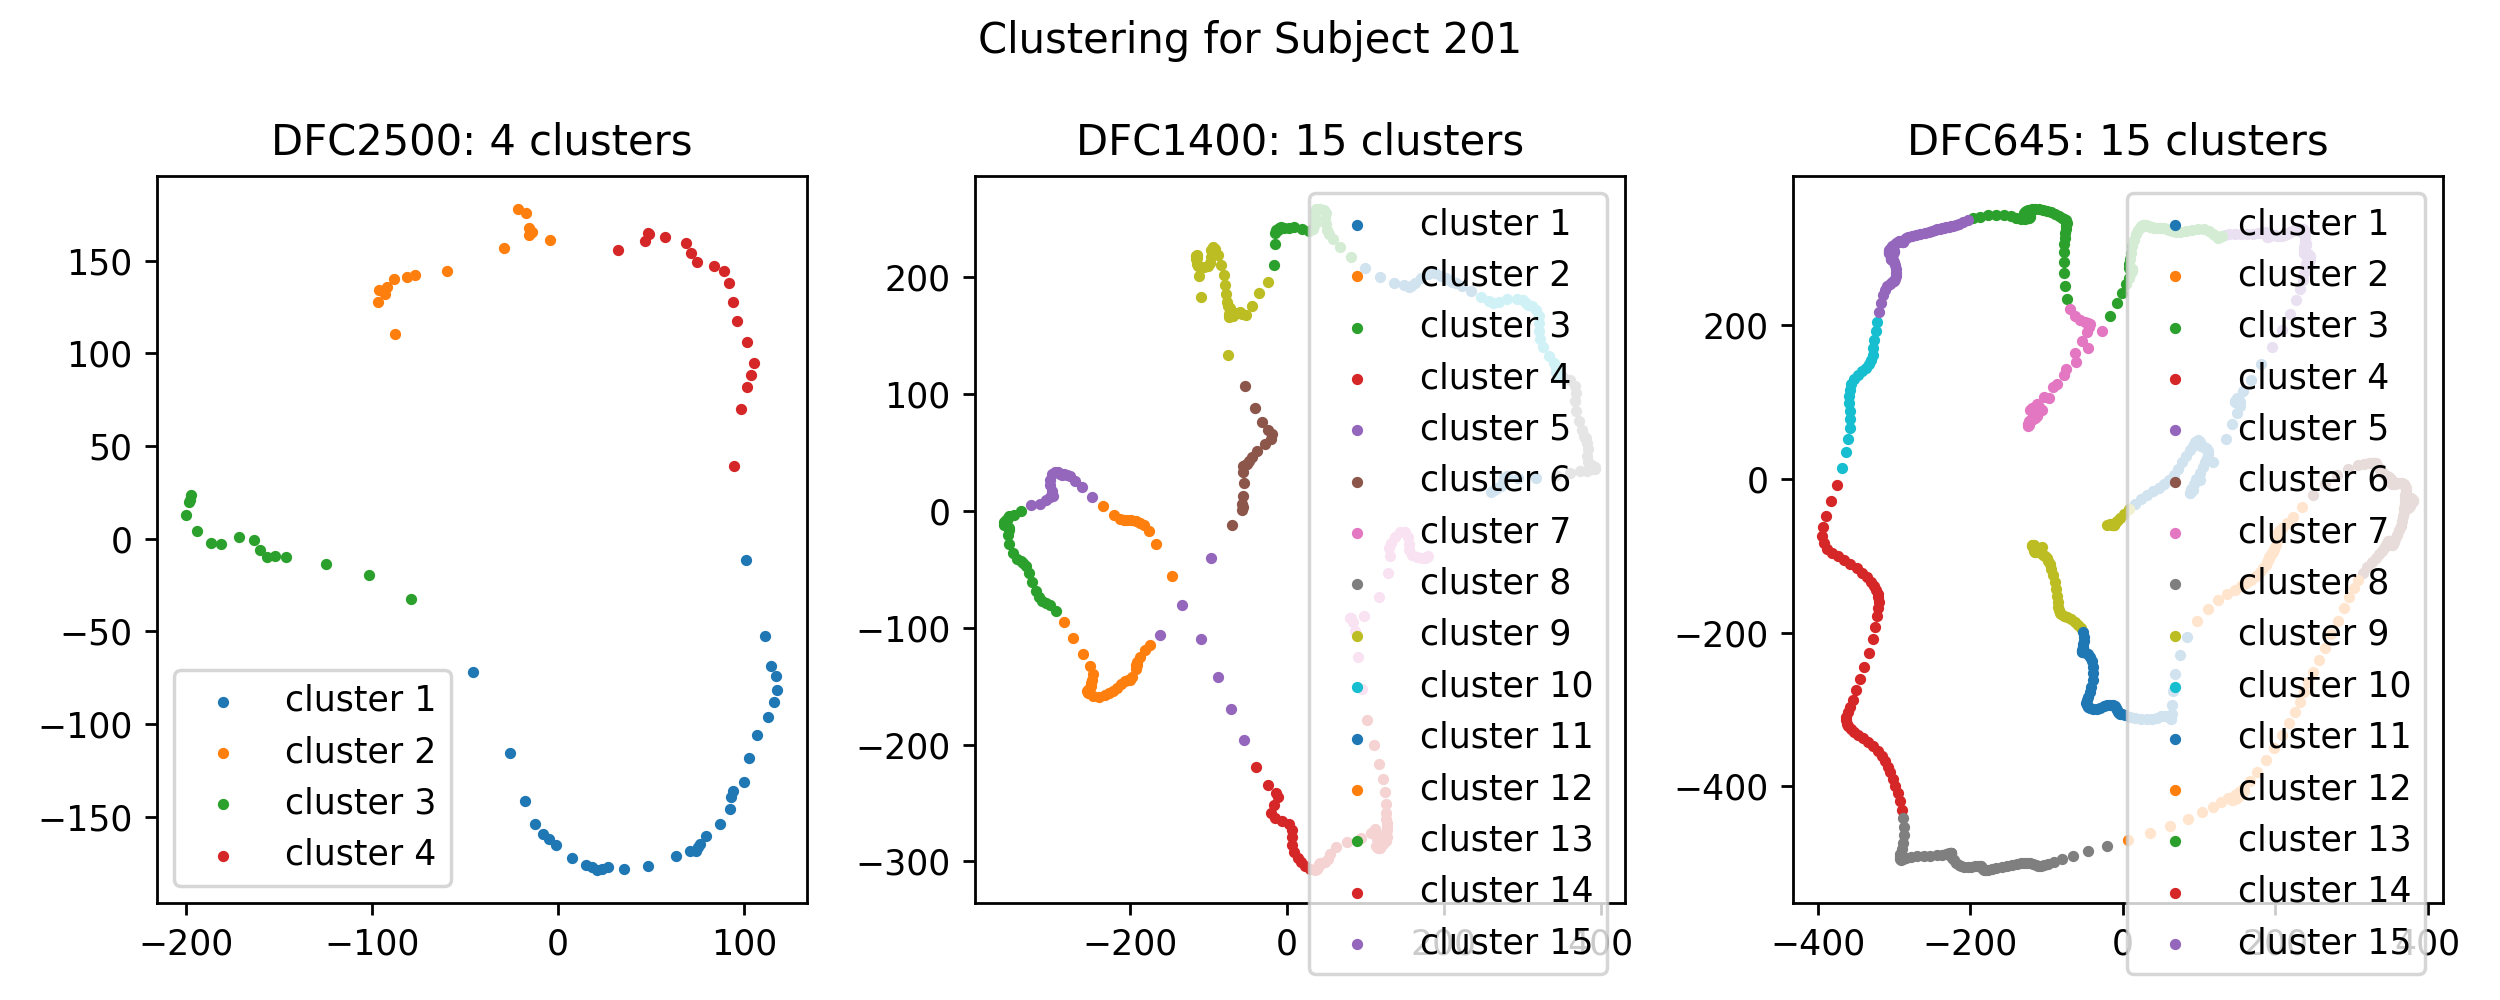 Clustering for Subject 201
DFC2500: 4 clusters
150
100
50
0
−50
−100
−150
−200
−100
0
100
cluster 1
cluster 2
cluster 3
cluster 4
DFC1400: 15 clusters
200
100
0
−100
−200
−300
−200
0
200
400
cluster 1
cluster 2
cluster 3
cluster 4
cluster 5
cluster 6
cluster 7
cluster 8
cluster 9
cluster 10
cluster 11
cluster 12
cluster 13
cluster 14
cluster 15
DFC645: 15 clusters
200
0
−200
−400
−400
−200
0
200
400
cluster 1
cluster 2
cluster 3
cluster 4
cluster 5
cluster 6
cluster 7
cluster 8
cluster 9
cluster 10
cluster 11
cluster 12
cluster 13
cluster 14
cluster 15